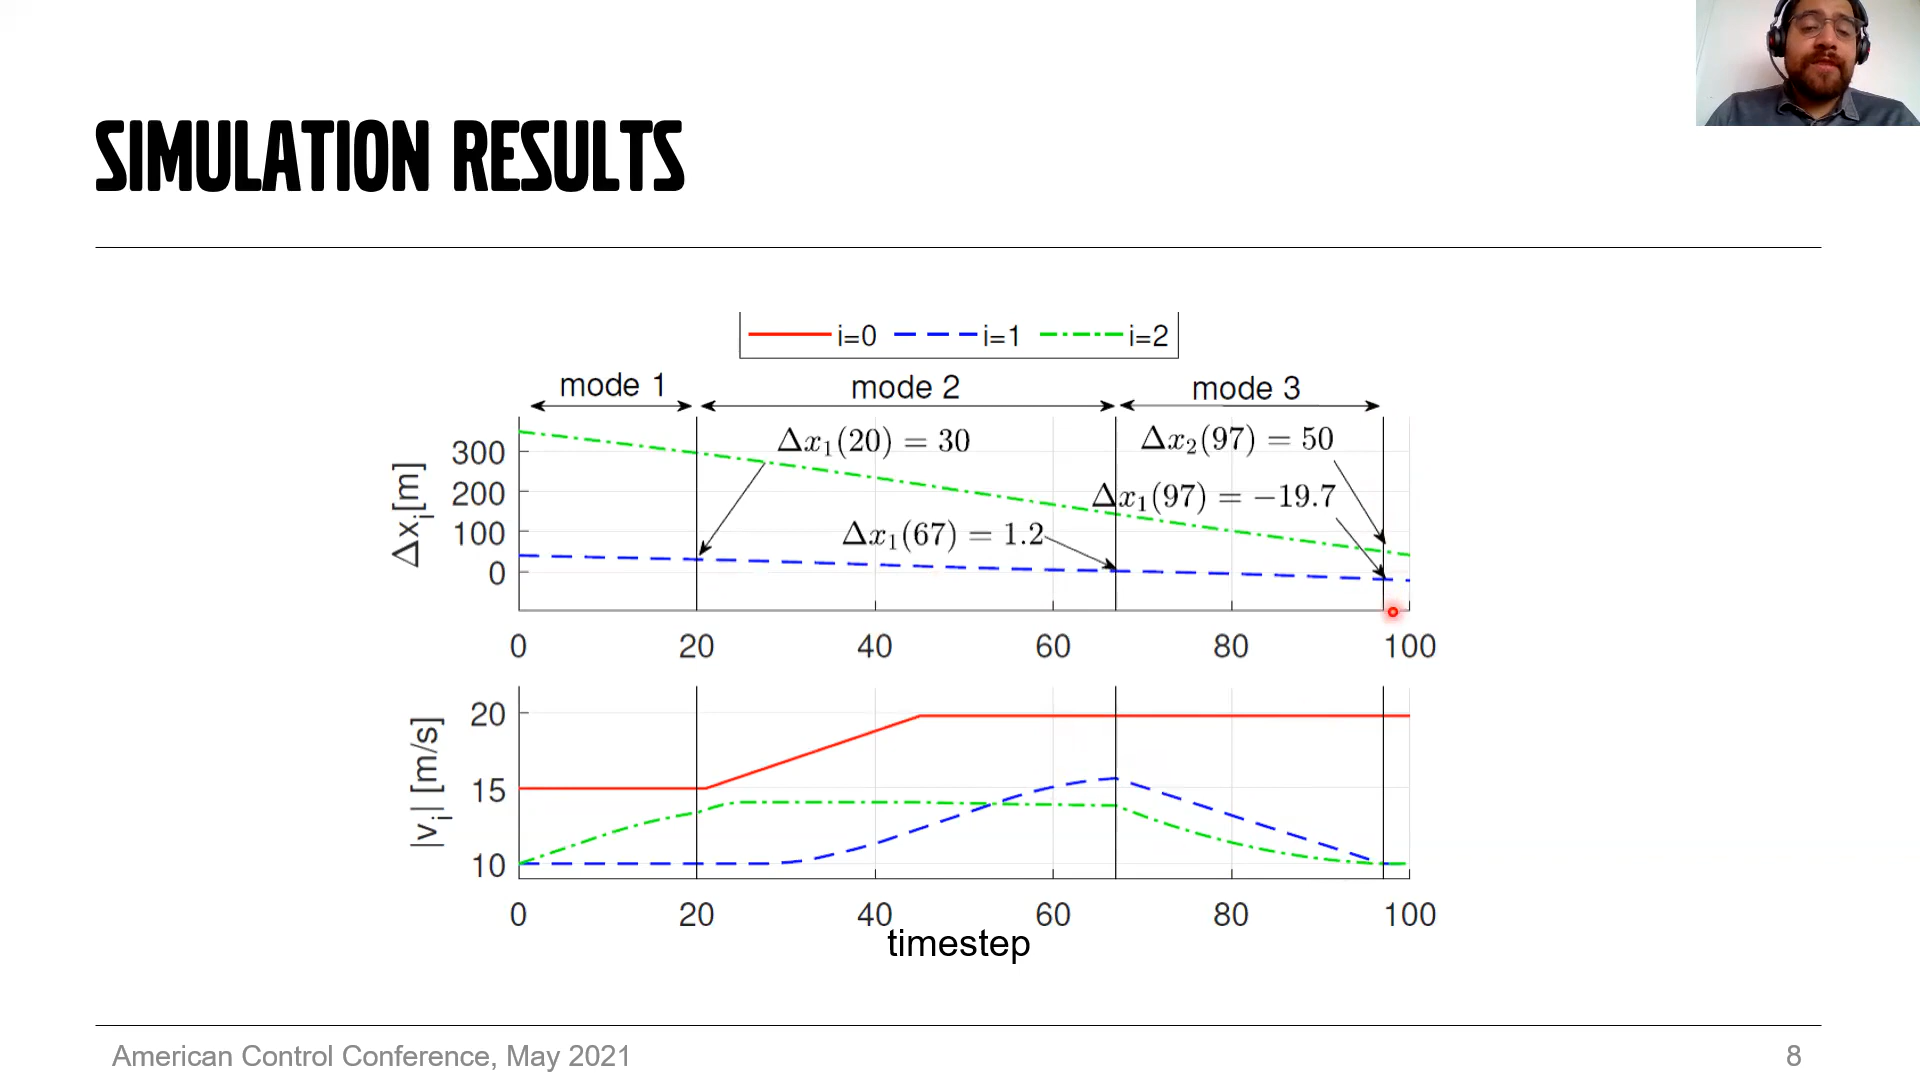 SIMULATION RESULTS
i=0 i=1 i=2
mode 1 mode 2 mode 3
Δx₁(20) = 30
Δx₂(97) = 50
Δx₁(97) = −19.7
Δx₁(67) = 1.2
Δxᵢ[m]
300
200
100
0
0 20 40 60 80 100
|vᵢ| [m/s]
20
15
10
0 20 40 60 80 100
timestep
American Control Conference, May 2021 8